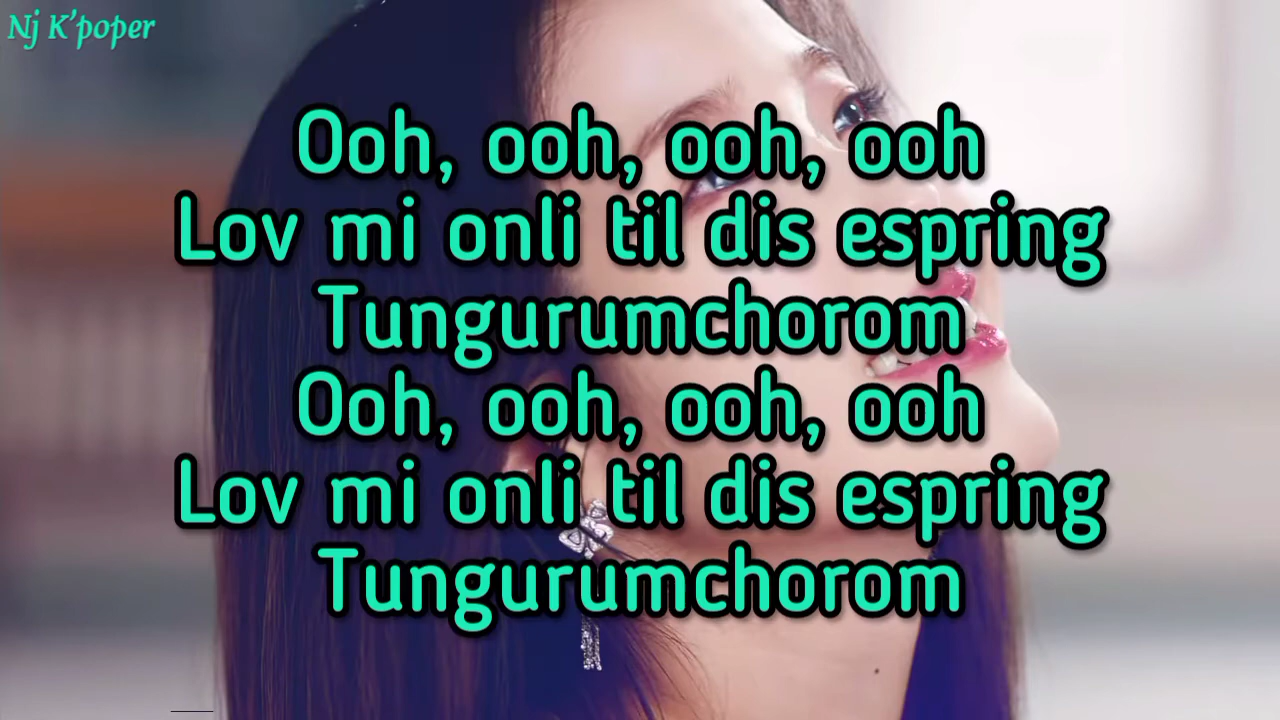 Nj K'poper
Ooh, ooh, ooh, ooh
Lov mi onli til dis espring
Tungurumchorom
Ooh, ooh, ooh, ooh
Lov mi onli til dis espring
Tungurumchorom